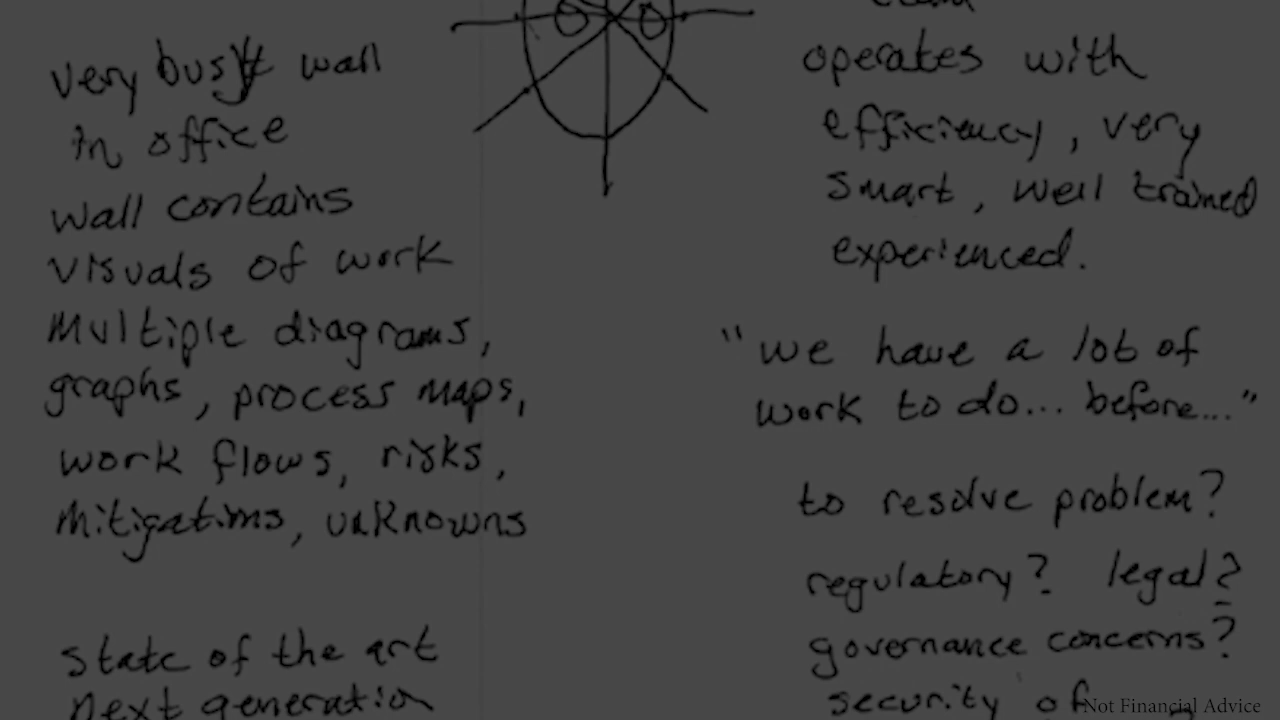 very busy wall
in office
wall contains
visuals of work
Multiple diagrams,
graphs, process maps,
work flows, risks,
mitigations, unknowns
state of the art
next generation
operates with
efficiency, very
smart, well trained
experienced.
"we have a lot of
work to do... before..."
to resolve problem?
regulatory? legal?
governance concerns?
security of
Not Financial Advice